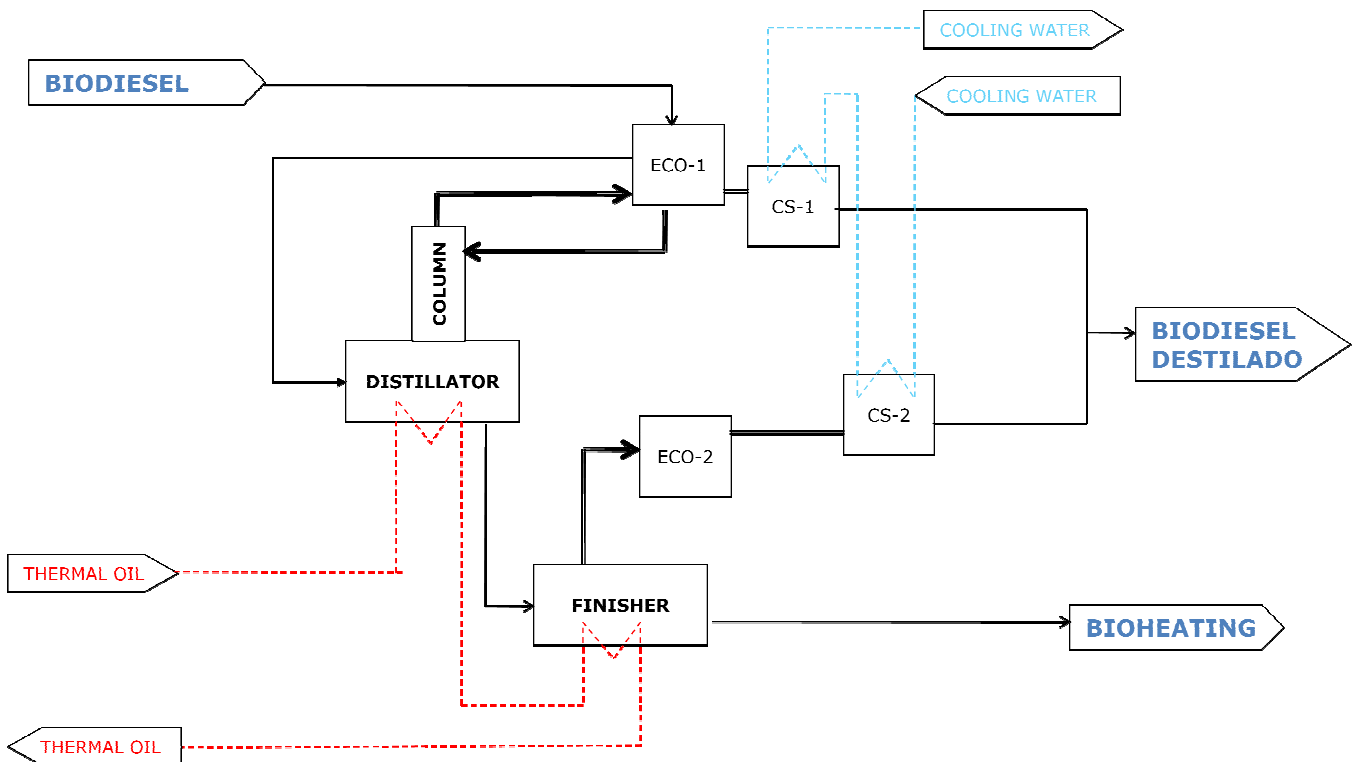 COOLING WATER
BIODIESEL
COOLING WATER
ECO-1
CS-1
COLUMN
BIODIESEL
DESTILADO
DISTILLATOR
CS-2
ECO-2
THERMAL OIL
FINISHER
BIOHEATING
THERMAL OIL